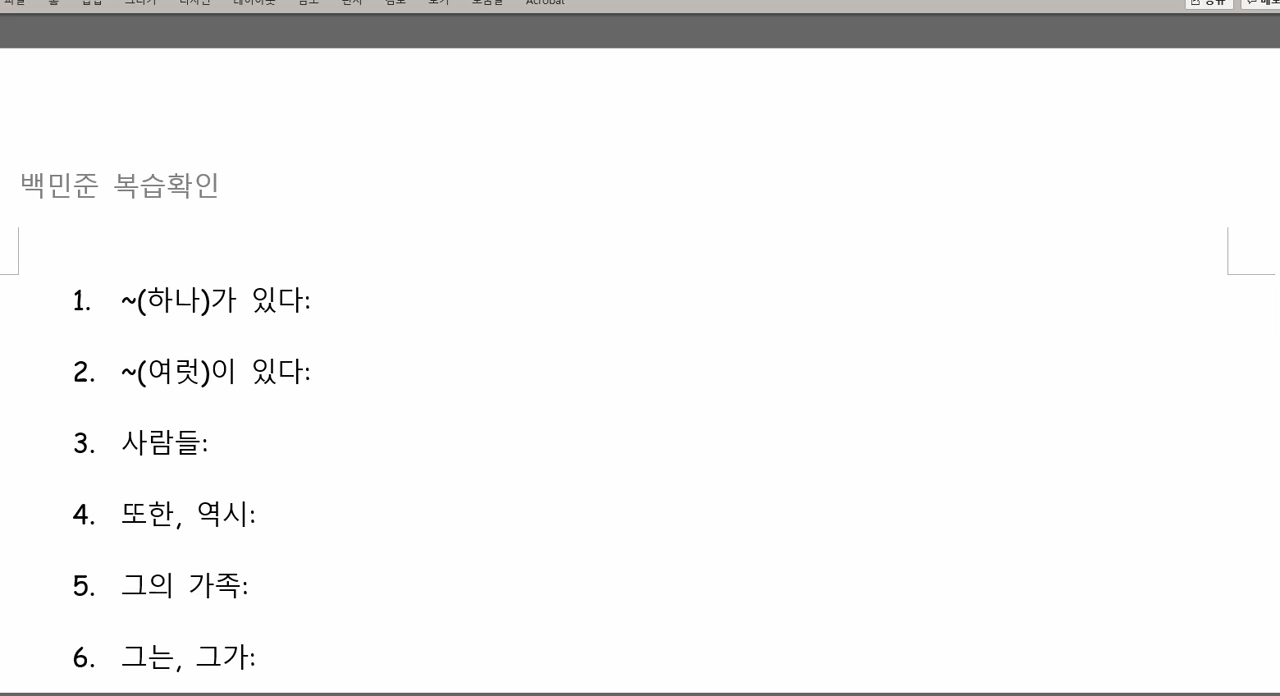 Acrobat
백민준 복습확인
1. ~(하나)가 있다:
2. ~(여럿)이 있다:
3. 사람들:
4. 또한, 역시:
5. 그의 가족:
6. 그는, 그가: